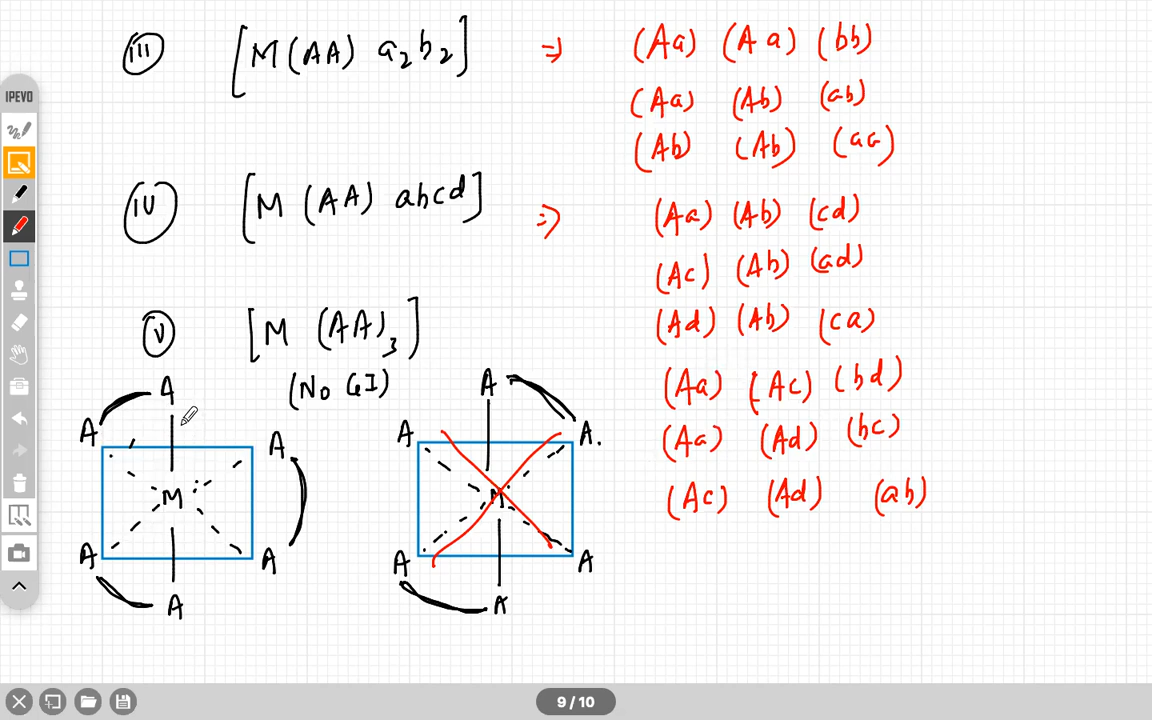 IPEVO
(iii) [M(AA) a₂b₂] ⇒ (Aa) (Aa) (bb)
(Aa) (Ab) (ab)
(Ab) (Ab) (aa)
(iv) [M (AA) abcd] ⇒ (Aa) (Ab) (cd)
(Ac) (Ab) (ad)
(Ad) (Ab) (ca)
(v) [M (AA)₃]
(No GI)
(Aa) (Ac) (bd)
(Aa) (Ad) (bc)
(Ac) (Ad) (ab)
A
A A
M
A A
A
A
A A.
M
A A
A
9 / 10